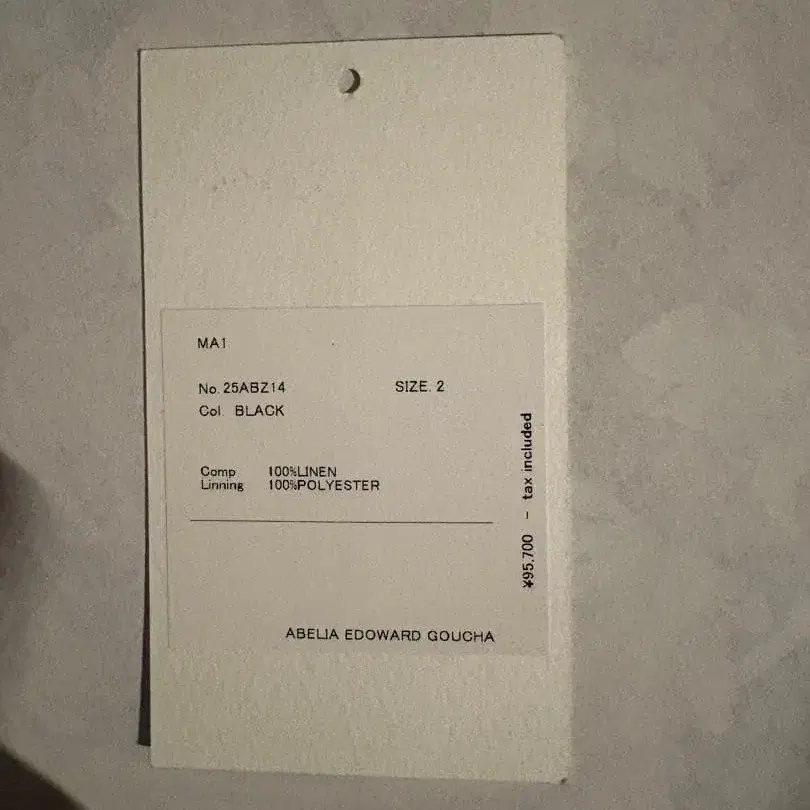 MA1
No. 25ABZ14 SIZE. 2
Col. BLACK
Comp 100%LINEN
Linning 100%POLYESTER
¥95,700 - tax included
ABELIA EDOWARD GOUCHA